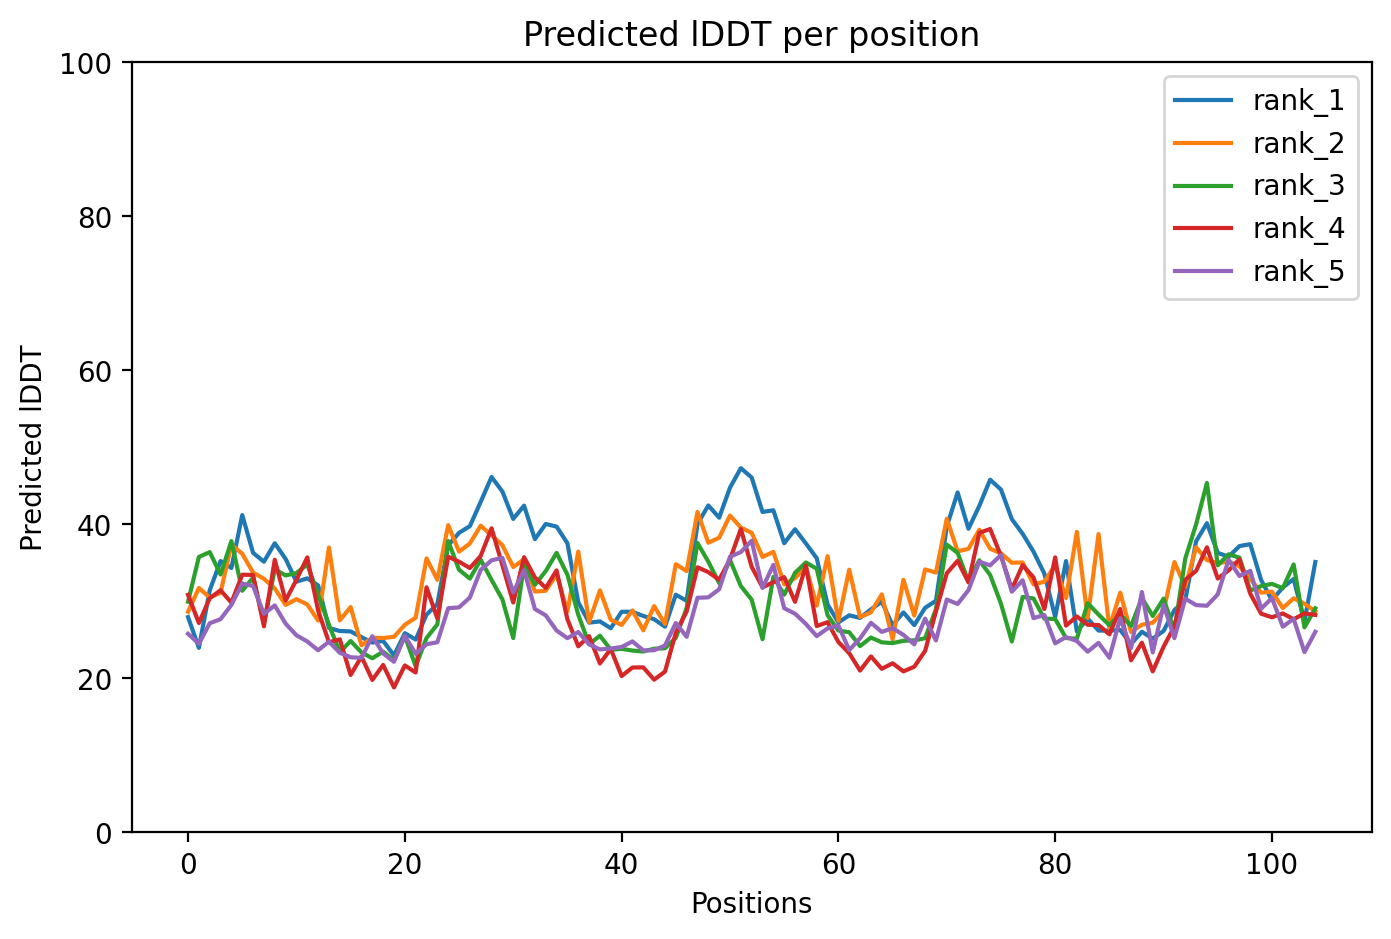 Predicted lDDT per position
100
80
60
40
20
0
Predicted lDDT
0 20 40 60 80 100
Positions
rank_1
rank_2
rank_3
rank_4
rank_5